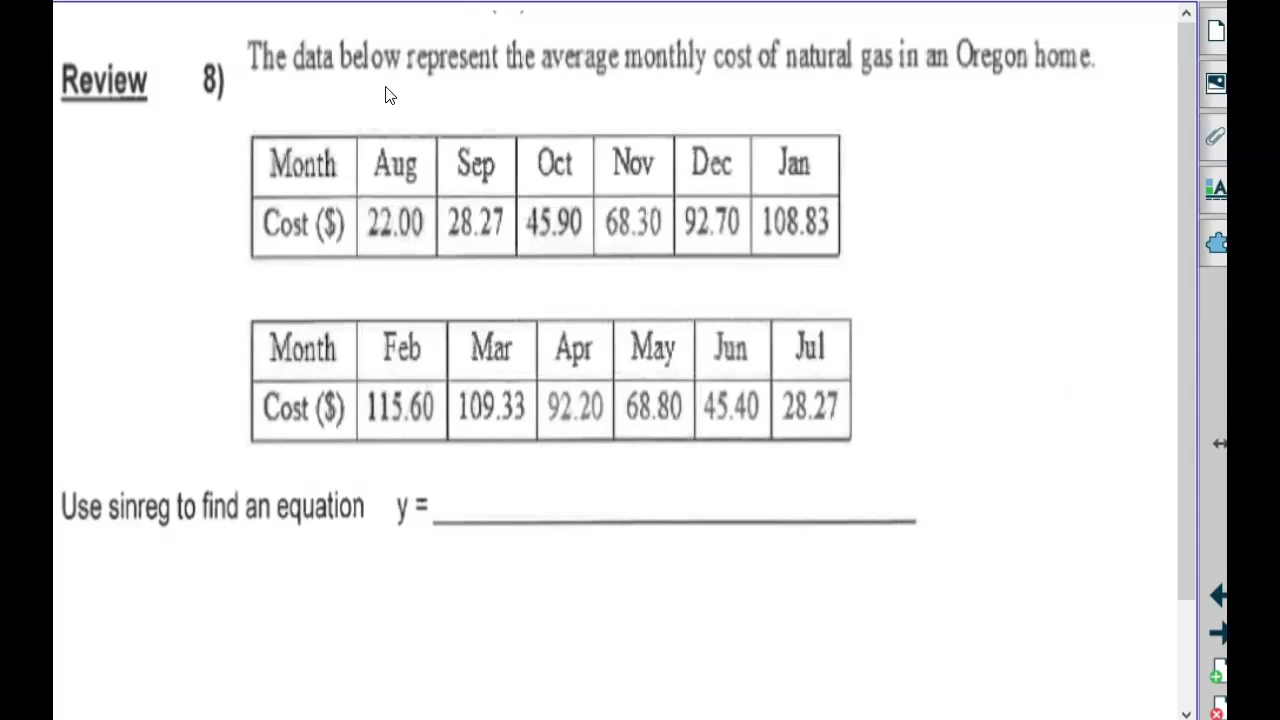 The data below represent the average monthly cost of natural gas in an Oregon home.
Review 8)
Month Aug Sep Oct Nov Dec Jan
Cost ($) 22.00 28.27 45.90 68.30 92.70 108.83
Month Feb Mar Apr May Jun Jul
Cost ($) 115.60 109.33 92.20 68.80 45.40 28.27
Use sinreg to find an equation y = ____________________